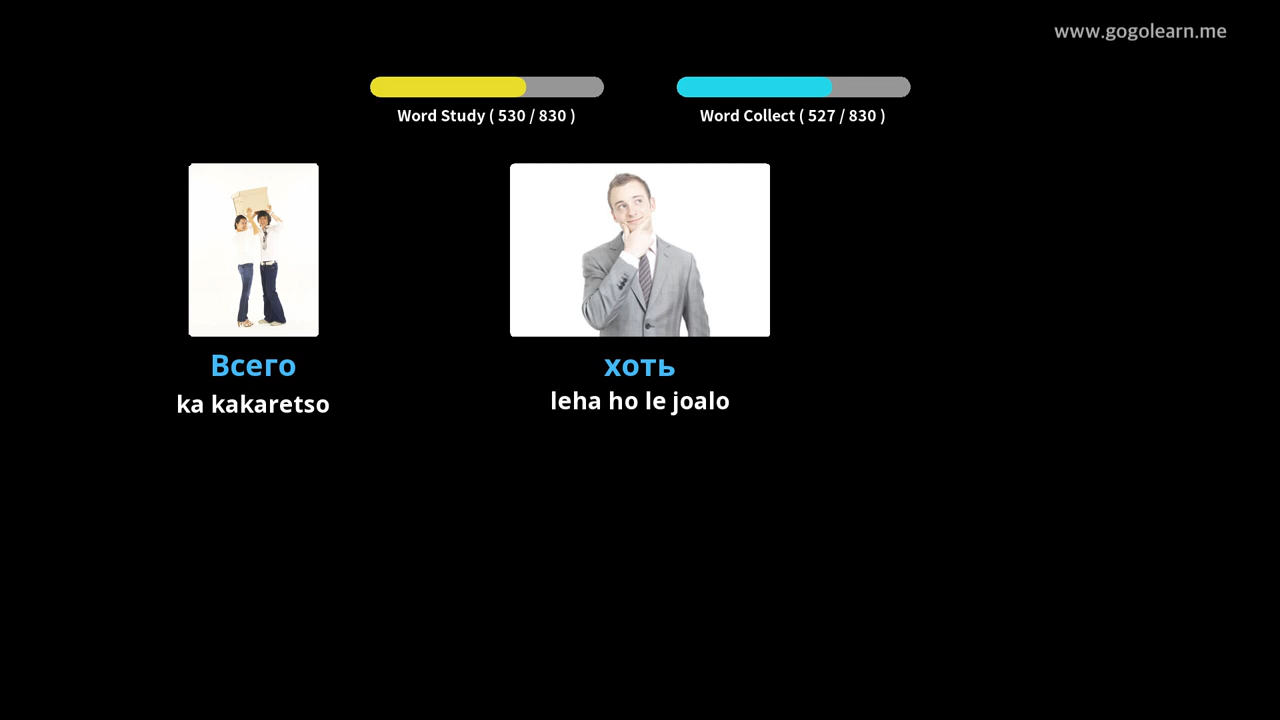 www.gogolearn.me
Word Study ( 530 / 830 )
Word Collect ( 527 / 830 )
Всего
ka kakaretso
хоть
leha ho le joalo